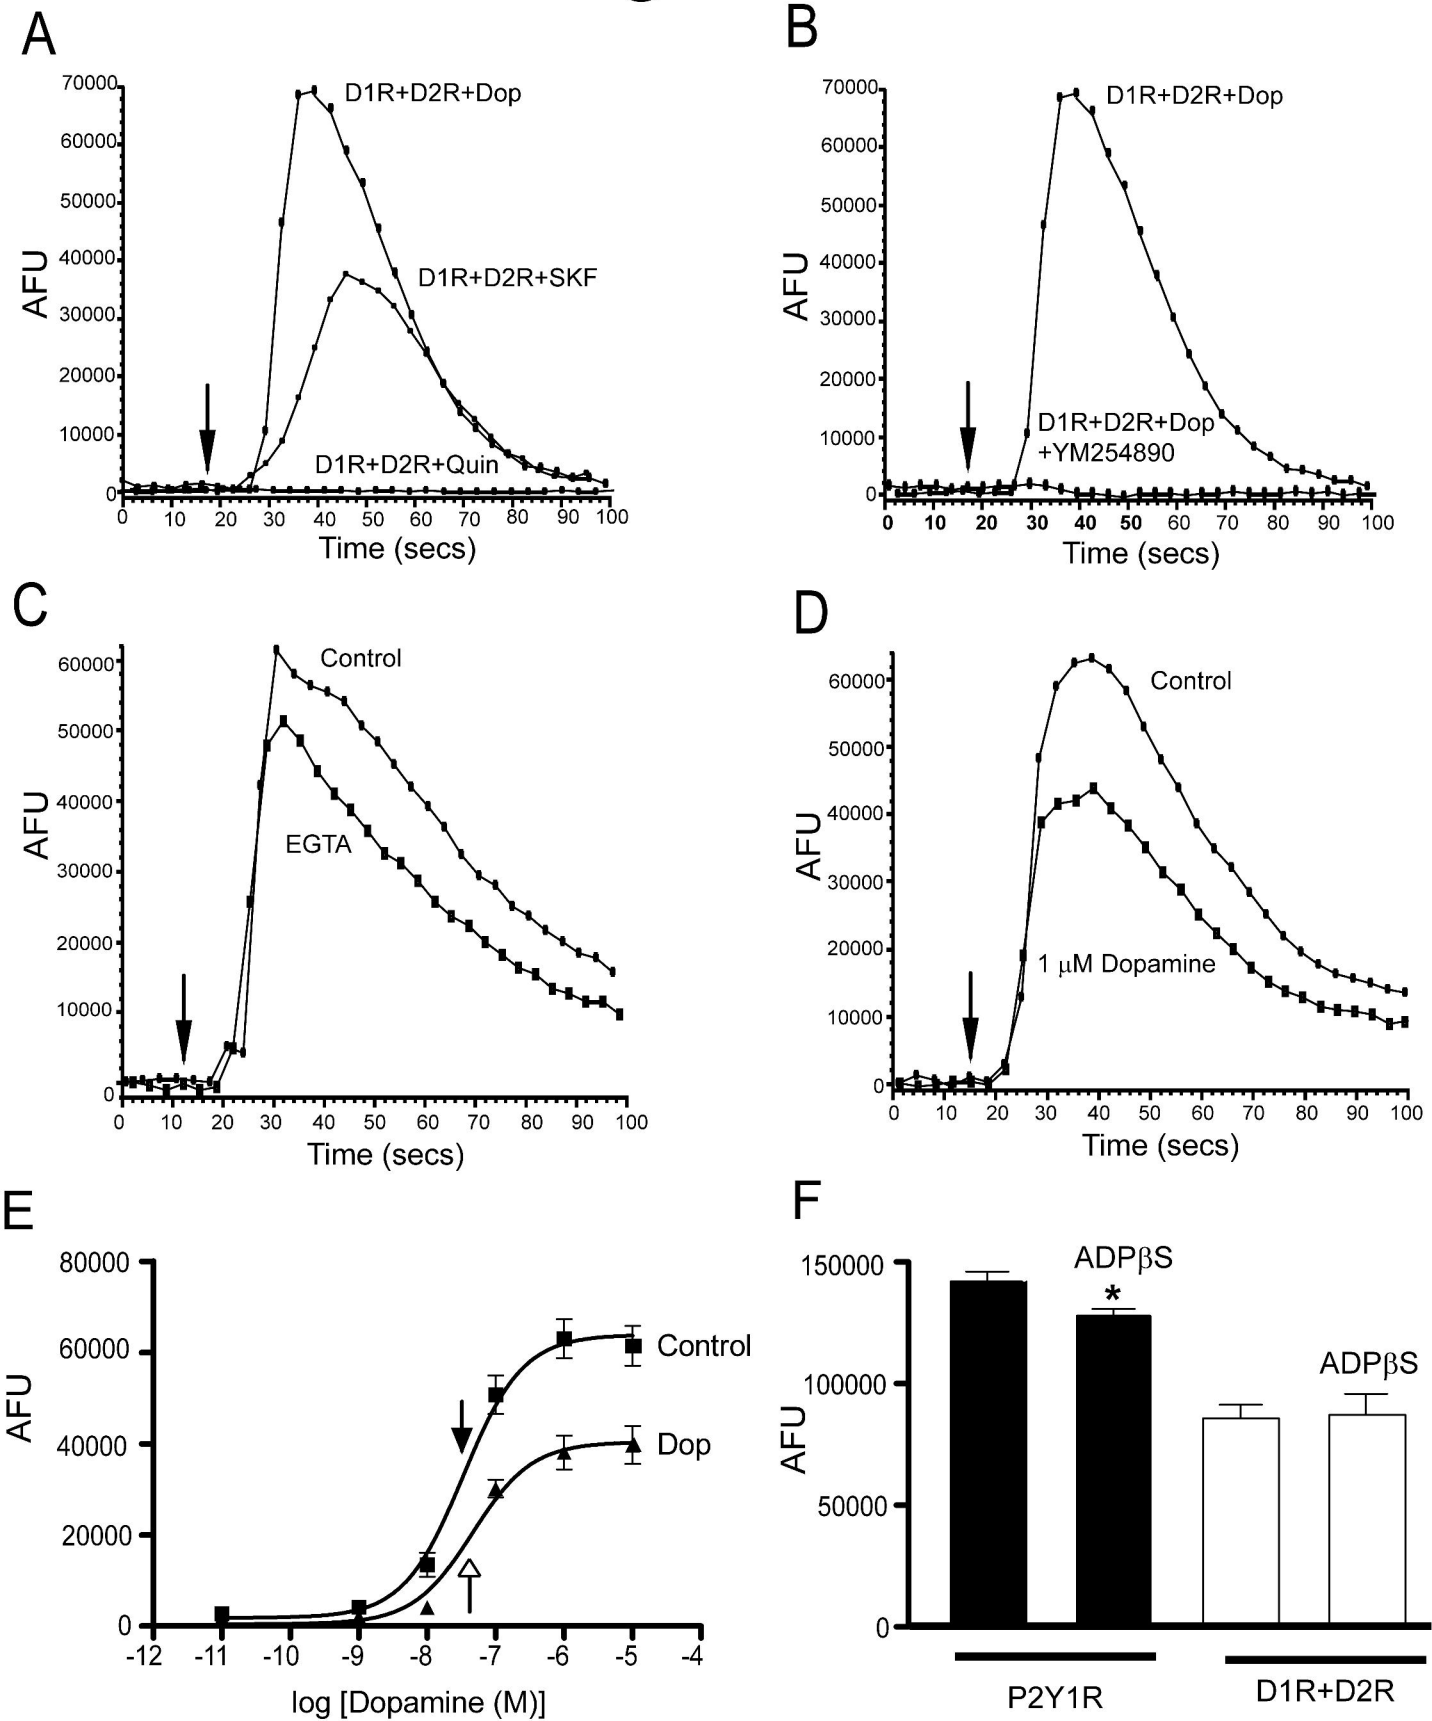 A
70000
60000
50000
40000
30000
20000
10000
0
AFU
D1R+D2R+Dop
D1R+D2R+SKF
D1R+D2R+Quin
0 10 20 30 40 50 60 70 80 90 100
Time (secs)
B
70000
60000
50000
40000
30000
20000
10000
0
AFU
D1R+D2R+Dop
D1R+D2R+Dop
+YM254890
0 10 20 30 40 50 60 70 80 90 100
Time (secs)
C
60000
50000
40000
30000
20000
10000
0
AFU
Control
EGTA
0 10 20 30 40 50 60 70 80 90 100
Time (secs)
D
60000
50000
40000
30000
20000
10000
0
AFU
Control
1 μM Dopamine
0 10 20 30 40 50 60 70 80 90 100
Time (secs)
E
80000
60000
40000
20000
0
AFU
Control
Dop
-12 -11 -10 -9 -8 -7 -6 -5 -4
log [Dopamine (M)]
F
150000
100000
50000
0
AFU
ADPβS
*
ADPβS
P2Y1R
D1R+D2R